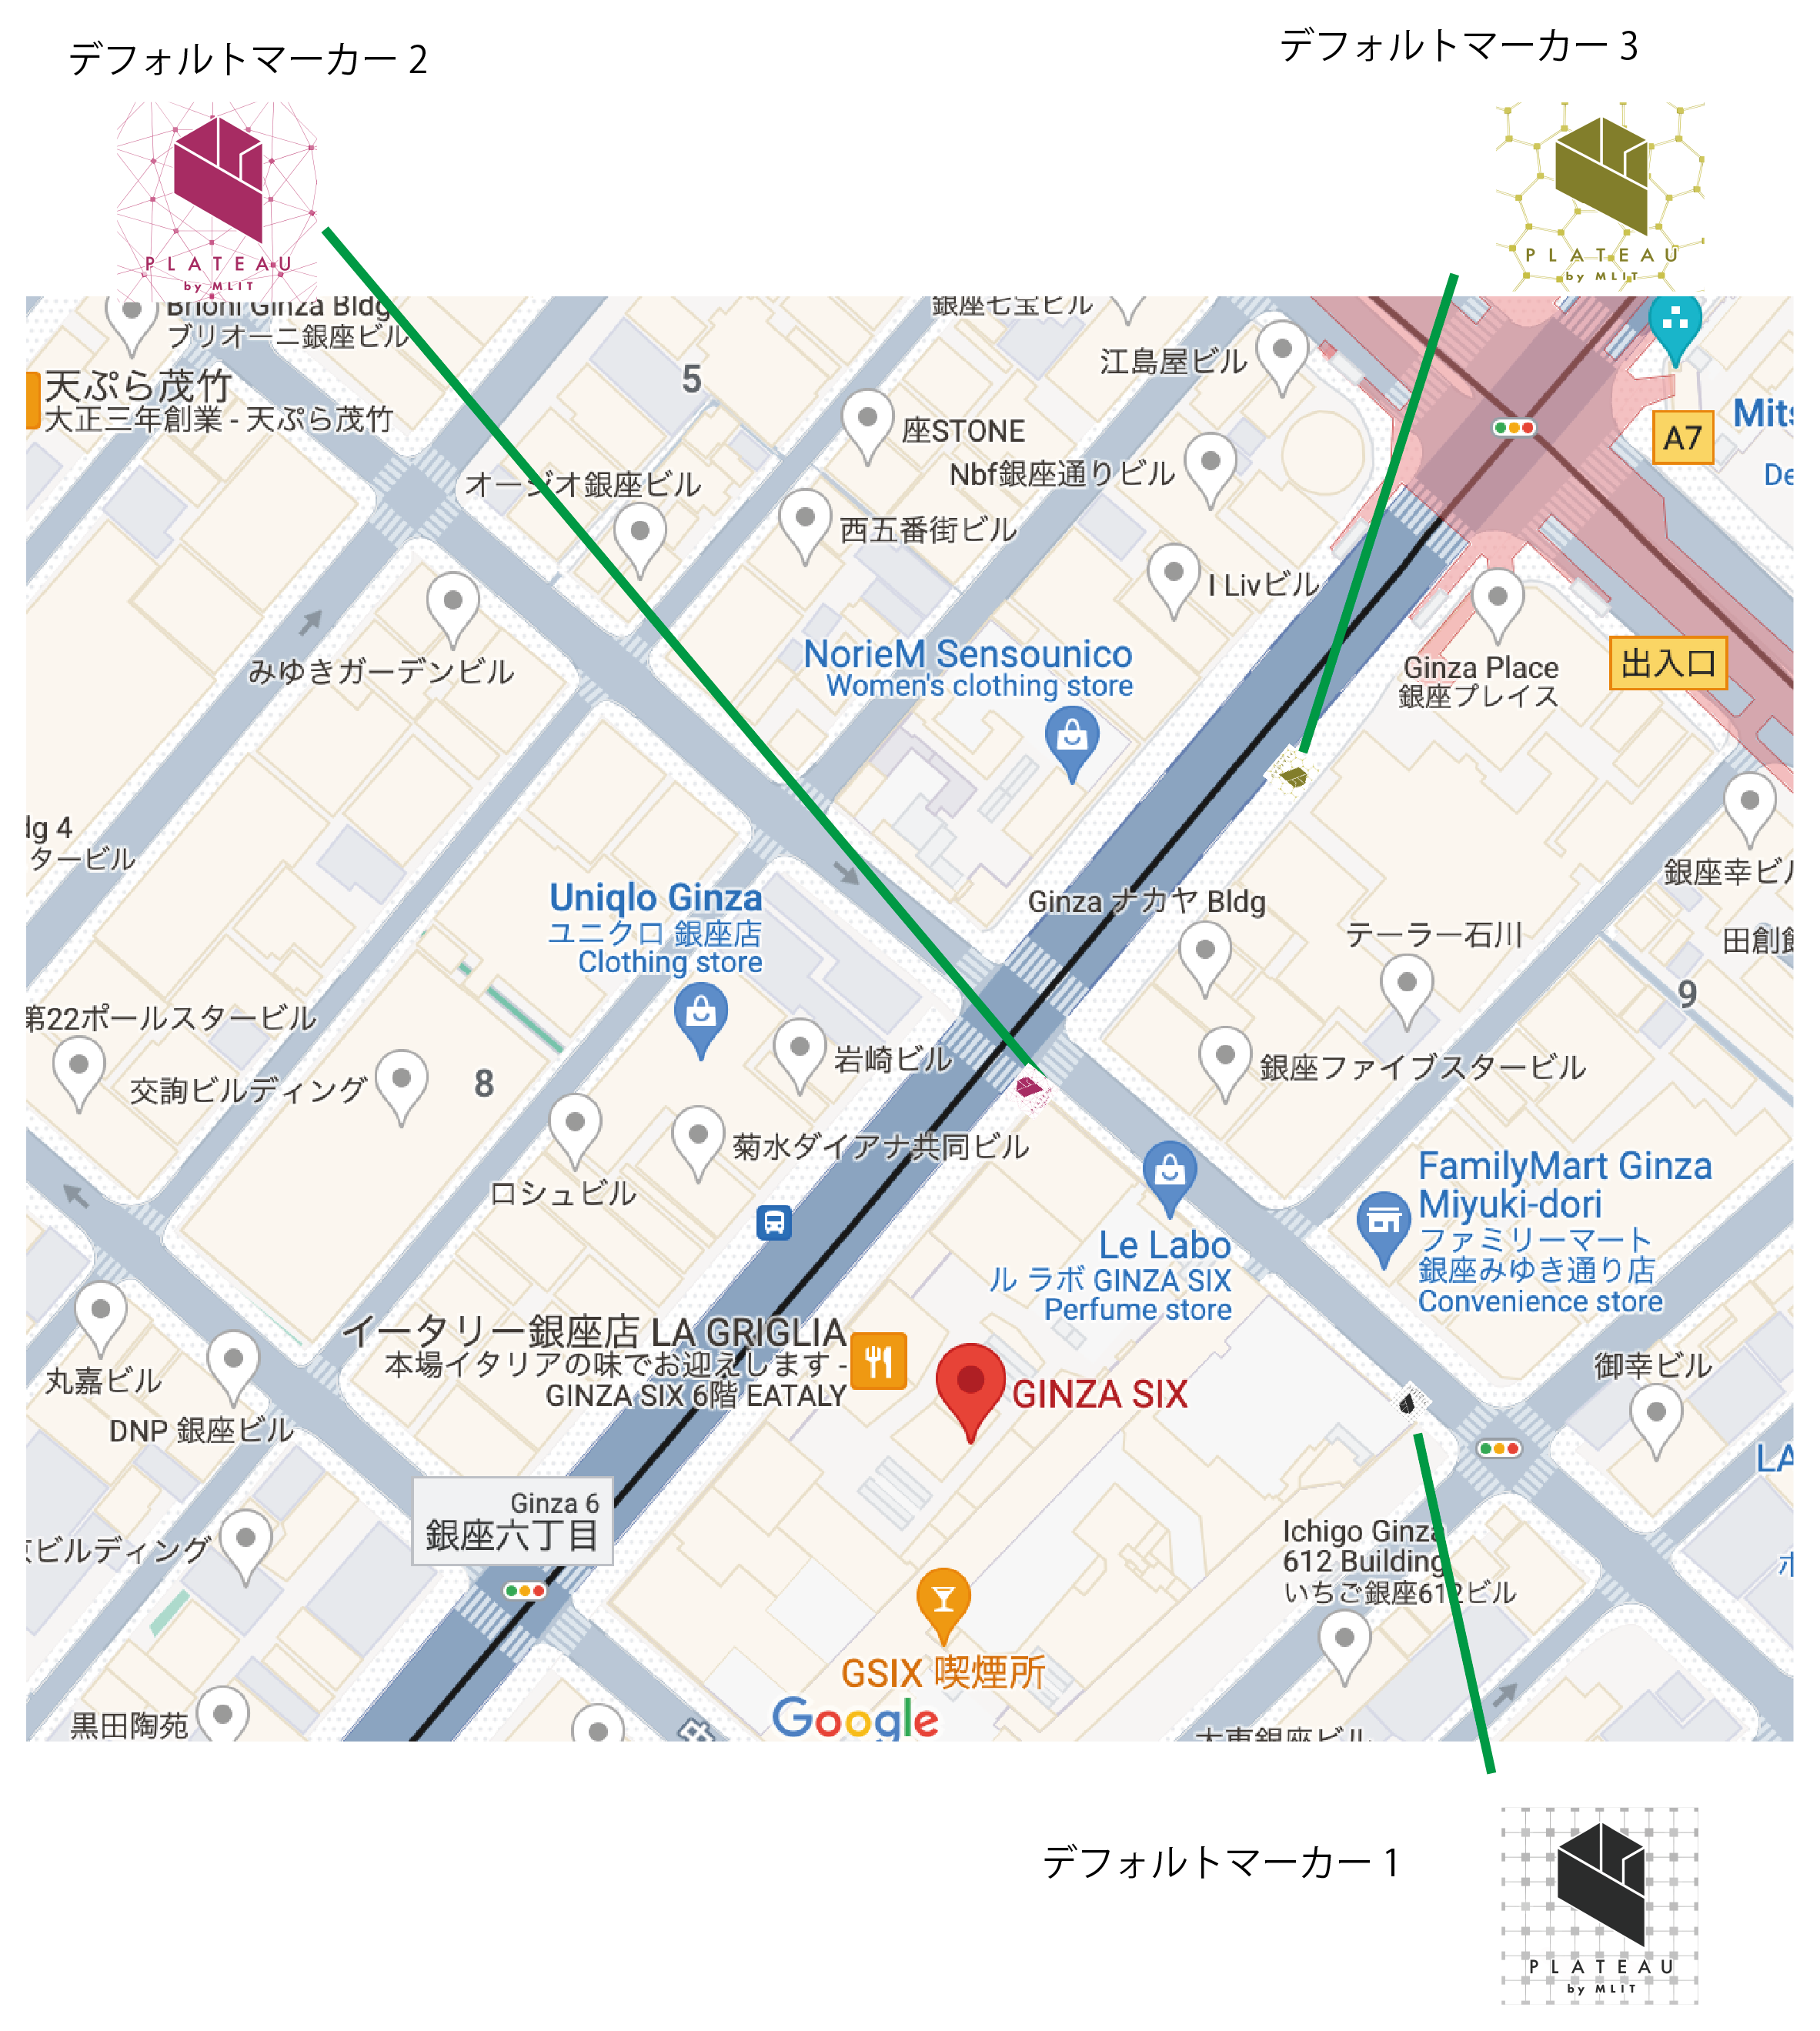 デフォルトマーカー 2
デフォルトマーカー 3
PLATEAU
by MLIT
PLATEAU
by MLIT
Brioni Ginza Bldg
ブリオーニ銀座ビル
銀座七宝ビル
江島屋ビル
天ぷら茂竹
大正三年創業 - 天ぷら茂竹
5
座STONE
Nbf銀座通りビル
A7
オージオ銀座ビル
西五番街ビル
I Livビル
みゆきガーデンビル
NorieM Sensounico
Women's clothing store
Ginza Place
銀座プレイス
出入口
タービル
銀座幸ビル
Uniqlo Ginza
ユニクロ 銀座店
Clothing store
Ginza ナカヤ Bldg
テーラー石川
9
第22ポールスタービル
岩崎ビル
銀座ファイブスタービル
交詢ビルディング
8
菊水ダイアナ共同ビル
ロシュビル
FamilyMart Ginza
Miyuki-dori
ファミリーマート
銀座みゆき通り店
Convenience store
Le Labo
ル ラボ GINZA SIX
Perfume store
イータリー銀座店 LA GRIGLIA
本場イタリアの味でお迎えします -
GINZA SIX 6階 EATALY
GINZA SIX
御幸ビル
丸嘉ビル
DNP 銀座ビル
Ginza 6
銀座六丁目
Ichigo Ginza
612 Building
いちご銀座612ビル
ビルディング
GSIX 喫煙所
Google
黒田陶苑
デフォルトマーカー 1
PLATEAU
by MLIT